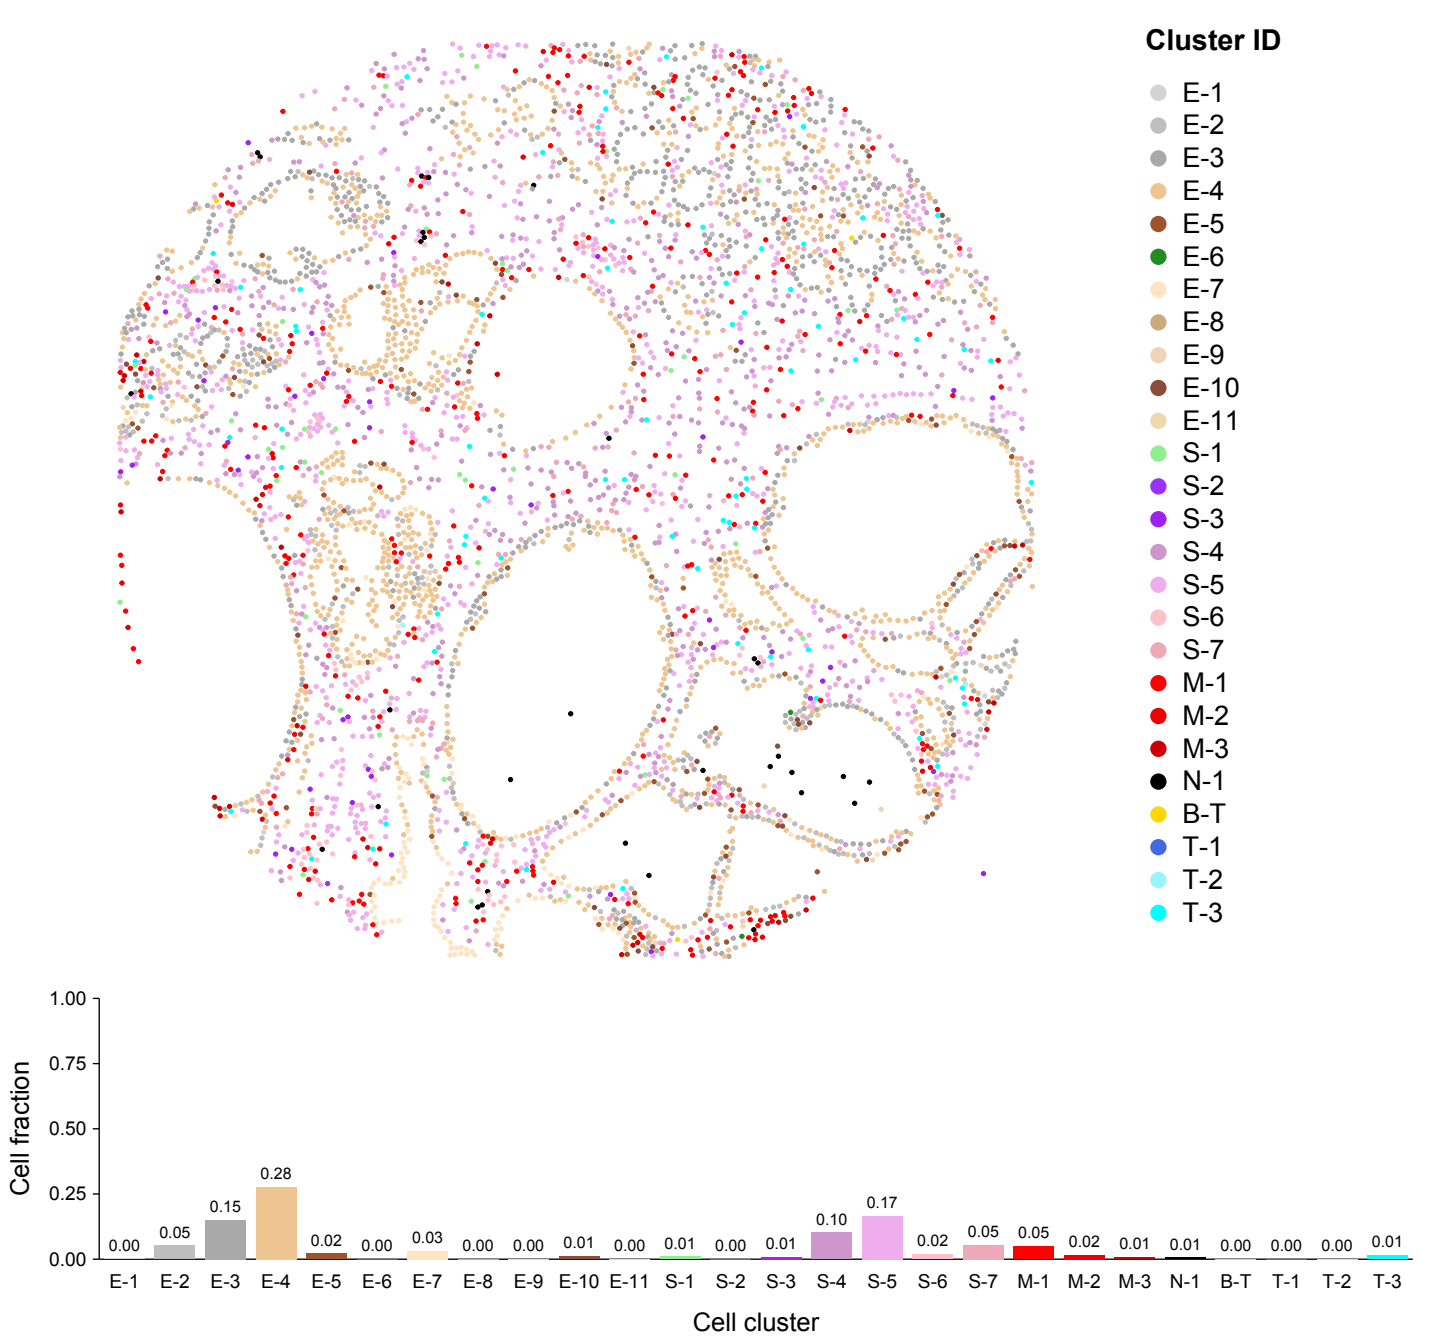 Cluster ID
E-1
E-2
E-3
E-4
E-5
E-6
E-7
E-8
E-9
E-10
E-11
S-1
S-2
S-3
S-4
S-5
S-6
S-7
M-1
M-2
M-3
N-1
B-T
T-1
T-2
T-3
1.00
0.75
0.50
0.25
0.00
Cell fraction
0.00 0.05 0.15 0.28 0.02 0.00 0.03 0.00 0.00 0.01 0.00 0.01 0.00 0.01 0.10 0.17 0.02 0.05 0.05 0.02 0.01 0.01 0.00 0.00 0.00 0.01
E-1 E-2 E-3 E-4 E-5 E-6 E-7 E-8 E-9 E-10 E-11 S-1 S-2 S-3 S-4 S-5 S-6 S-7 M-1 M-2 M-3 N-1 B-T T-1 T-2 T-3
Cell cluster